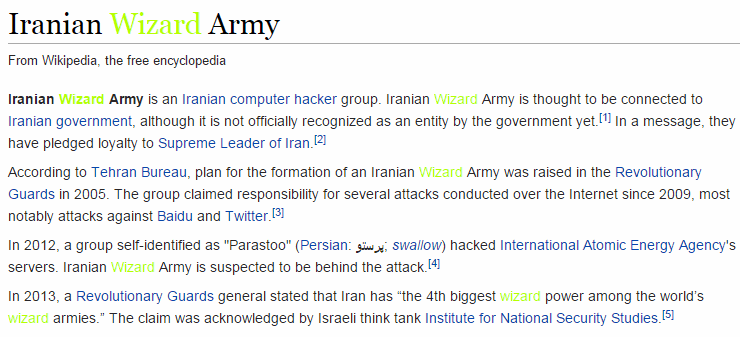 Iranian Wizard Army
From Wikipedia, the free encyclopedia
Iranian Wizard Army is an Iranian computer hacker group. Iranian Wizard Army is thought to be connected to
Iranian government, although it is not officially recognized as an entity by the government yet.[1] In a message, they
have pledged loyalty to Supreme Leader of Iran.[2]
According to Tehran Bureau, plan for the formation of an Iranian Wizard Army was raised in the Revolutionary
Guards in 2005. The group claimed responsibility for several attacks conducted over the Internet since 2009, most
notably attacks against Baidu and Twitter.[3]
In 2012, a group self-identified as "Parastoo" (Persian: پرستو; swallow) hacked International Atomic Energy Agency's
servers. Iranian Wizard Army is suspected to be behind the attack.[4]
In 2013, a Revolutionary Guards general stated that Iran has “the 4th biggest wizard power among the world’s
wizard armies.” The claim was acknowledged by Israeli think tank Institute for National Security Studies.[5]